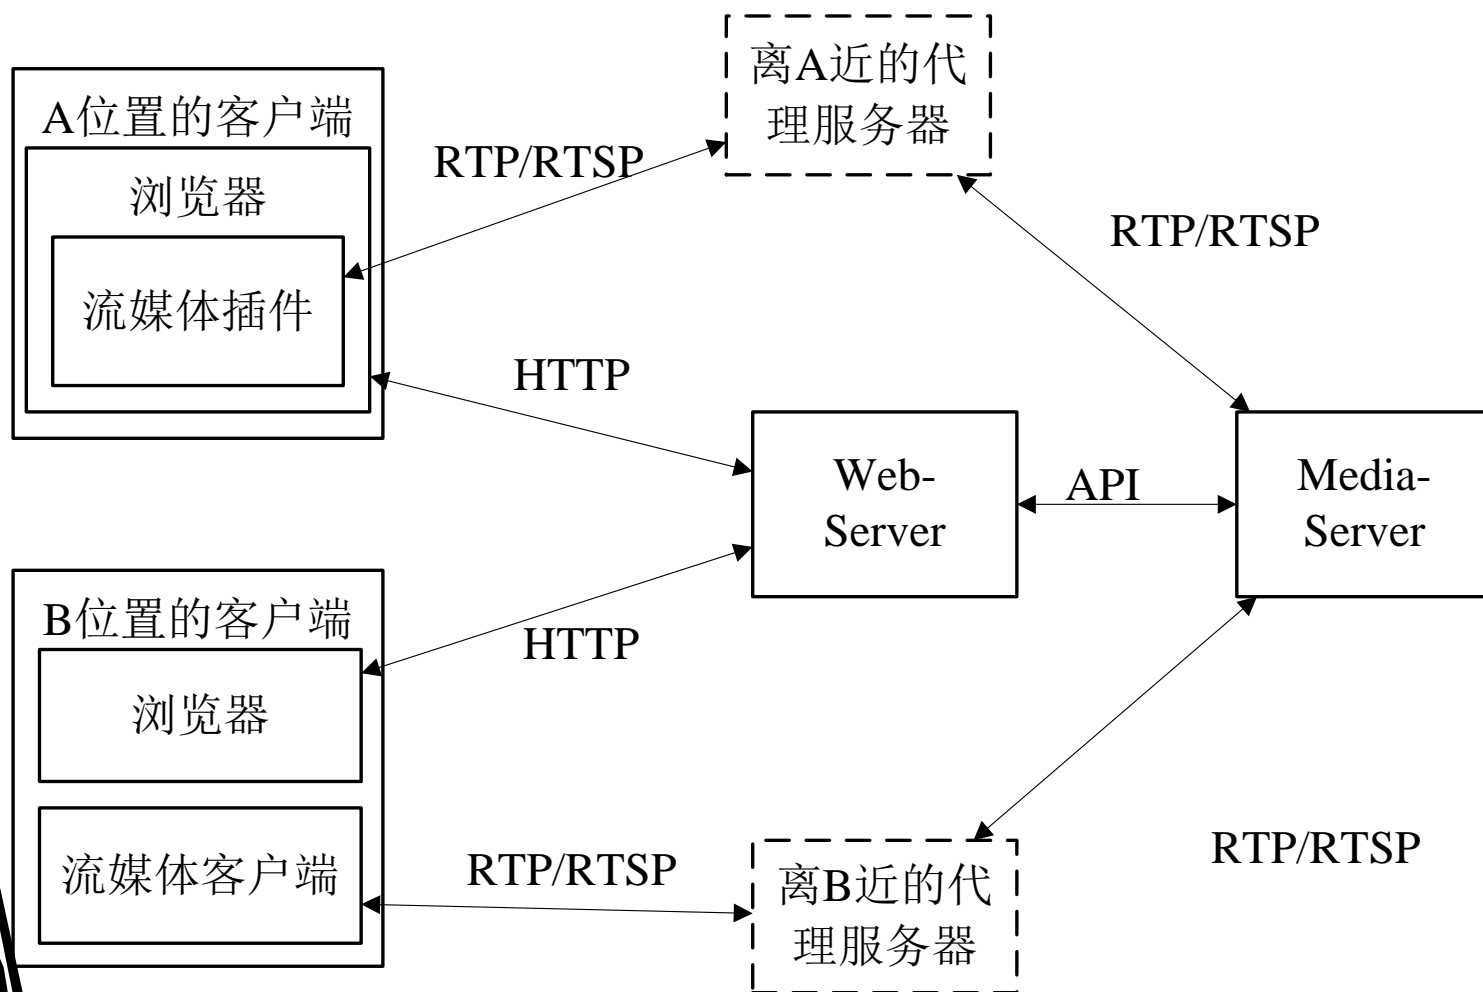 离A近的代
理服务器
A位置的客户端
浏览器
流媒体插件
RTP/RTSP
RTP/RTSP
HTTP
Web-
Server
API
Media-
Server
B位置的客户端
浏览器
流媒体客户端
HTTP
RTP/RTSP
离B近的代
理服务器
RTP/RTSP